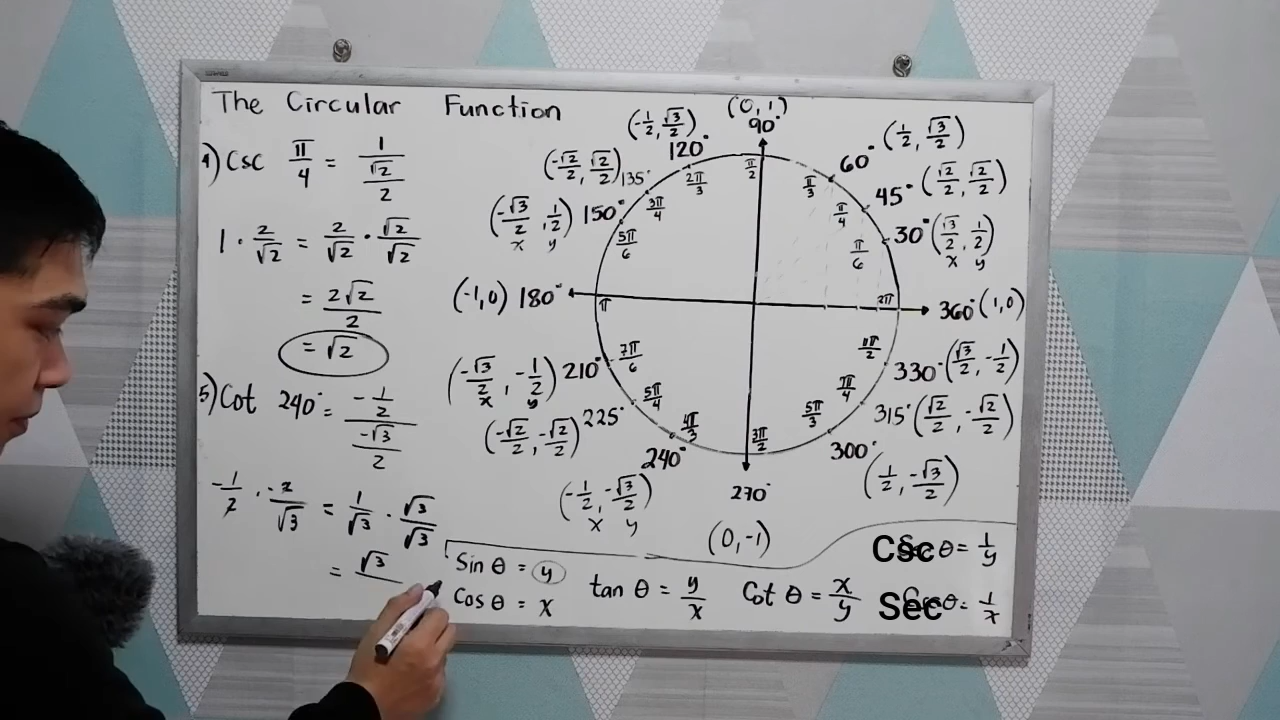 The Circular Function
4) Csc π/4 = 1/(√2/2)
1 · 2/√2 = 2/√2 · √2/√2
= 2√2/2
= √2
5) Cot 240° = -1/2 / (-√3/2)
-1/2 · -2/√3 = 1/√3 · √3/√3
= √3
(0, 1)
90°
π/2
(-1/2, √3/2)
120°
2π/3
(-√2/2, √2/2)
135°
3π/4
(-√3/2, 1/2)
x y
150°
5π/6
(-1, 0) 180°
π
(-√3/2, -1/2)
x y
210°
7π/6
(-√2/2, -√2/2)
225°
5π/4
240°
4π/3
(-1/2, -√3/2)
x y
3π/2
270°
(0, -1)
(1/2, √3/2)
60°
π/3
45° (√2/2, √2/2)
π/4
30° (√3/2, 1/2)
x y
π/6
2π
360° (1, 0)
11π/2
330° (√3/2, -1/2)
7π/4
315° (√2/2, -√2/2)
5π/3
300°
(1/2, -√3/2)
Sin θ = y
Cos θ = x
tan θ = y/x
Cot θ = x/y
Csc θ = 1/y
Sec θ = 1/x